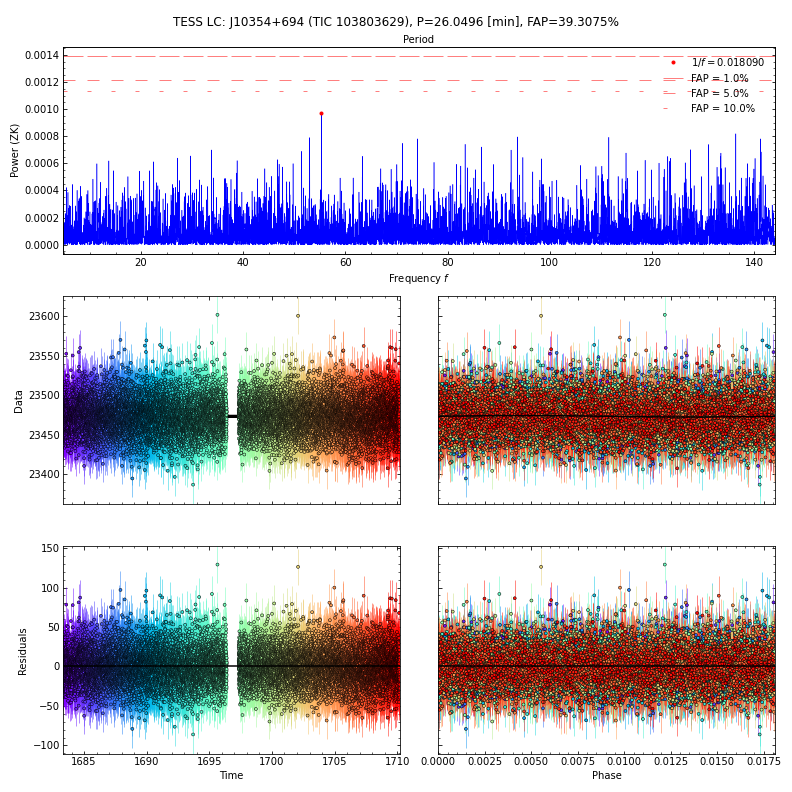 TESS LC: J10354+694 (TIC 103803629), P=26.0496 [min], FAP=39.3075%
Period
0.0014
0.0012
0.0010
0.0008
0.0006
0.0004
0.0002
0.0000
Power (ZK)
1/f = 0.018090
FAP = 1.0%
FAP = 5.0%
FAP = 10.0%
20 40 60 80 100 120 140
Frequency f
23600
23550
23500
23450
23400
Data
150
100
50
0
−50
−100
Residuals
1685 1690 1695 1700 1705 1710
Time
0.0000 0.0025 0.0050 0.0075 0.0100 0.0125 0.0150 0.0175
Phase